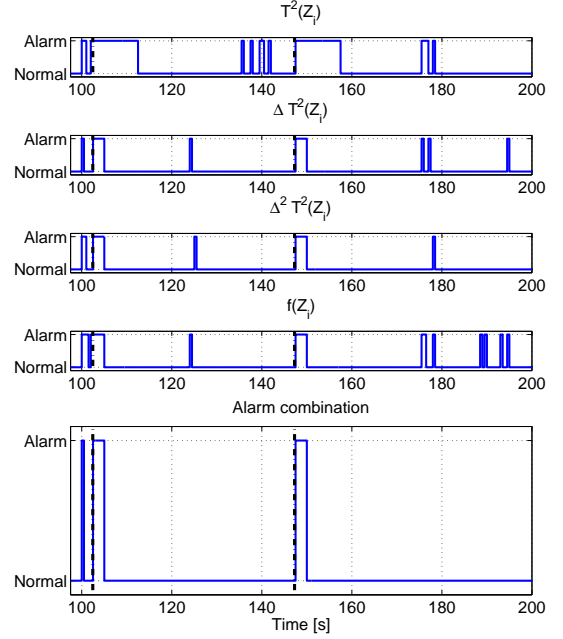 T²(Z_i)
Alarm
Normal
100 120 140 160 180 200
Δ T²(Z_i)
Alarm
Normal
100 120 140 160 180 200
Δ² T²(Z_i)
Alarm
Normal
100 120 140 160 180 200
f(Z_i)
Alarm
Normal
100 120 140 160 180 200
Alarm combination
Alarm
Normal
100 120 140 160 180 200
Time [s]